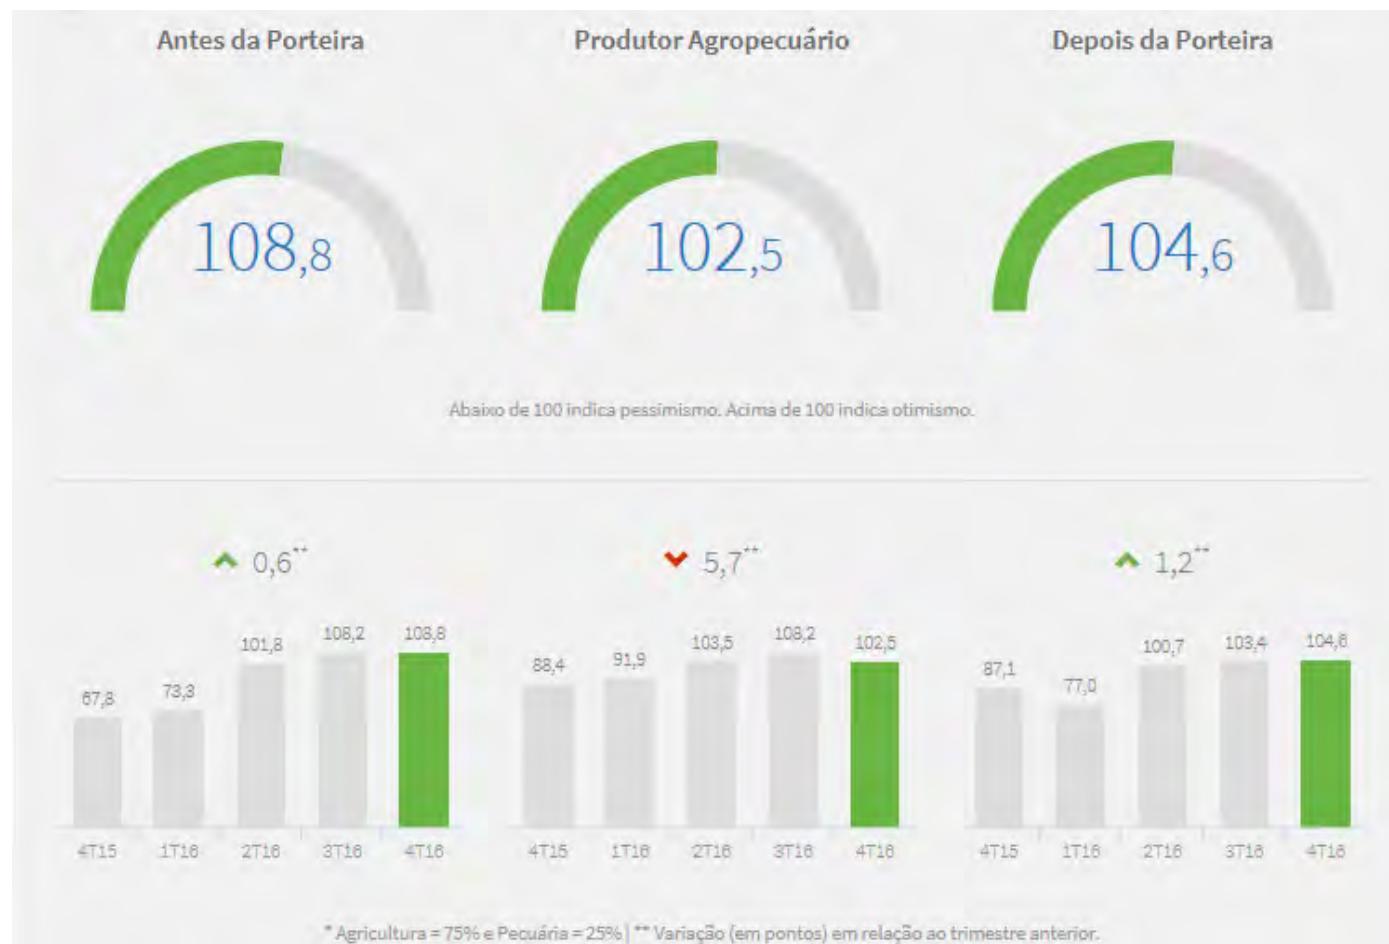 Antes da Porteira
Produtor Agropecuário
Depois da Porteira
108,8
102,5
104,6
Abaixo de 100 indica pessimismo. Acima de 100 indica otimismo.
0,6**
5,7**
1,2**
67,8 73,3 101,8 108,2 108,8
88,4 91,9 103,5 108,2 102,5
87,1 77,0 100,7 103,4 104,6
4T15 1T16 2T16 3T16 4T16
4T15 1T16 2T16 3T16 4T16
4T15 1T16 2T16 3T16 4T16
* Agricultura = 75% e Pecuária = 25% | ** Variação (em pontos) em relação ao trimestre anterior.